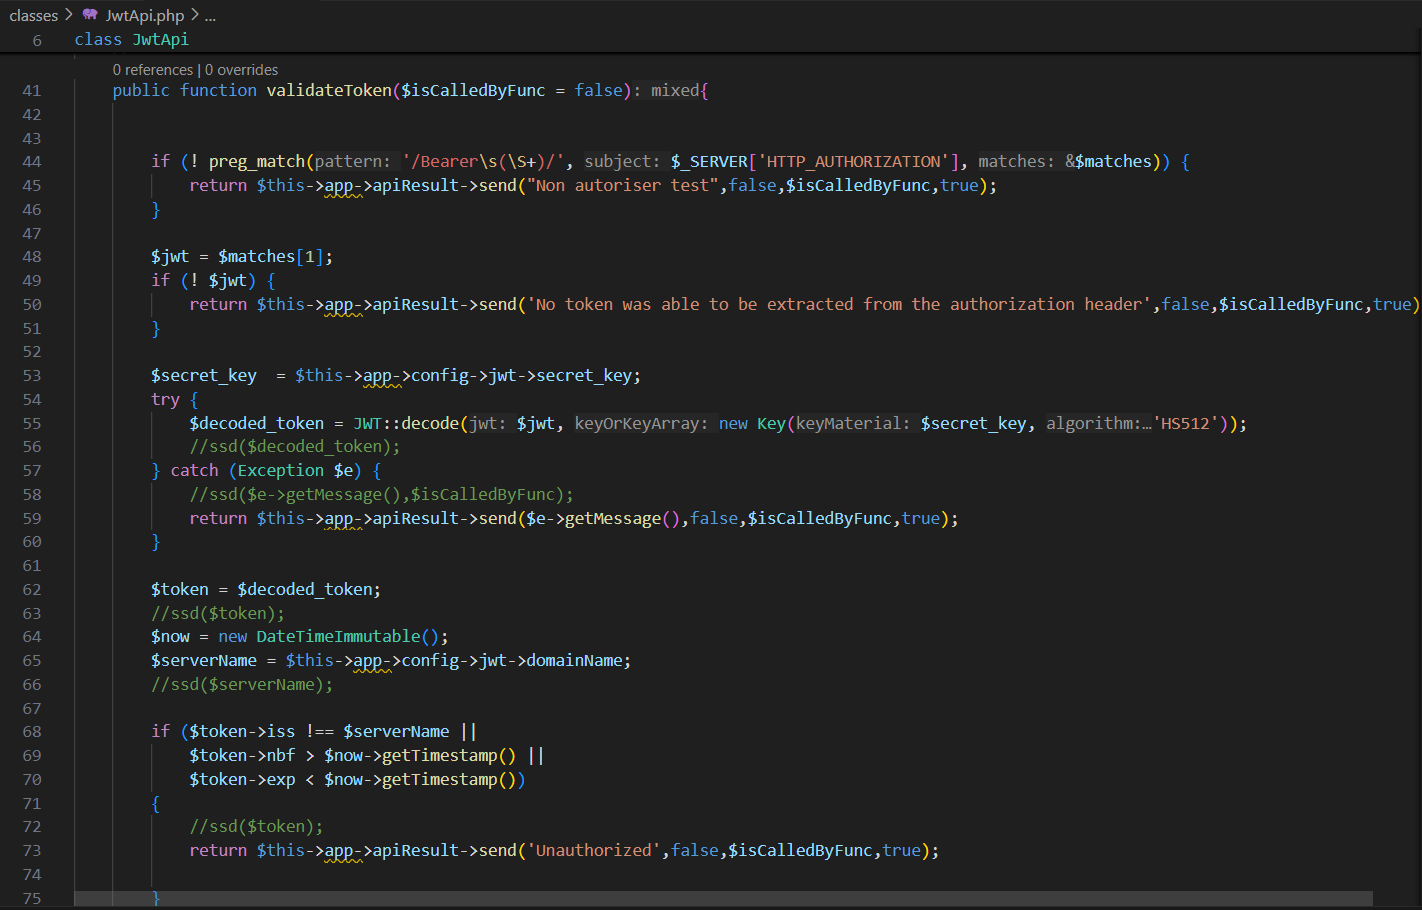 classes > JwtApi.php > ...
6 class JwtApi
0 references | 0 overrides
41 public function validateToken($isCalledByFunc = false): mixed{
42
43
44 if (! preg_match(pattern: '/Bearer\s(\S+)/', subject: $_SERVER['HTTP_AUTHORIZATION'], matches: &$matches)) {
45 return $this->app->apiResult->send("Non autoriser test",false,$isCalledByFunc,true);
46 }
47
48 $jwt = $matches[1];
49 if (! $jwt) {
50 return $this->app->apiResult->send('No token was able to be extracted from the authorization header',false,$isCalledByFunc,true)
51 }
52
53 $secret_key  = $this->app->config->jwt->secret_key;
54 try {
55 $decoded_token = JWT::decode(jwt: $jwt, keyOrKeyArray: new Key(keyMaterial: $secret_key, algorithm:…'HS512'));
56 //ssd($decoded_token);
57 } catch (Exception $e) {
58 //ssd($e->getMessage(),$isCalledByFunc);
59 return $this->app->apiResult->send($e->getMessage(),false,$isCalledByFunc,true);
60 }
61
62 $token = $decoded_token;
63 //ssd($token);
64 $now = new DateTimeImmutable();
65 $serverName = $this->app->config->jwt->domainName;
66 //ssd($serverName);
67
68 if ($token->iss !== $serverName ||
69 $token->nbf > $now->getTimestamp() ||
70 $token->exp < $now->getTimestamp())
71 {
72 //ssd($token);
73 return $this->app->apiResult->send('Unauthorized',false,$isCalledByFunc,true);
74
75 }